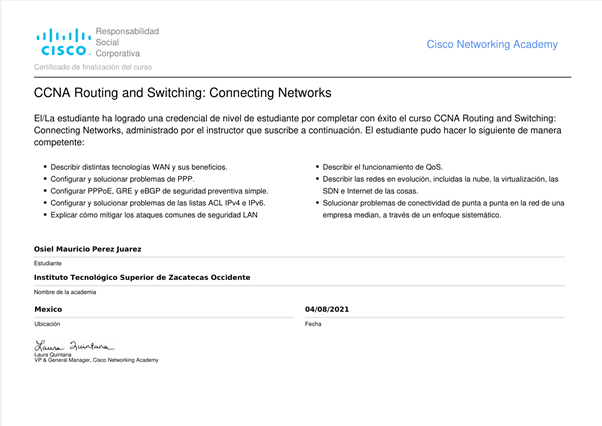 CISCO
Responsabilidad
Social
Corporativa
Cisco Networking Academy
Certificado de finalización del curso
CCNA Routing and Switching: Connecting Networks
El/La estudiante ha logrado una credencial de nivel de estudiante por completar con éxito el curso CCNA Routing and Switching:
Connecting Networks, administrado por el instructor que suscribe a continuación. El estudiante pudo hacer lo siguiente de manera
competente:
• Describir distintas tecnologías WAN y sus beneficios.
• Configurar y solucionar problemas de PPP.
• Configurar PPPoE, GRE y eBGP de seguridad preventiva simple.
• Configurar y solucionar problemas de las listas ACL IPv4 e IPv6.
• Explicar cómo mitigar los ataques comunes de seguridad LAN
• Describir el funcionamiento de QoS.
• Describir las redes en evolución, incluidas la nube, la virtualización, las
SDN e Internet de las cosas.
• Solucionar problemas de conectividad de punta a punta en la red de una
empresa median, a través de un enfoque sistemático.
Osiel Mauricio Perez Juarez
Estudiante
Instituto Tecnológico Superior de Zacatecas Occidente
Nombre de la academia
Mexico
Ubicación
04/08/2021
Fecha
Laura Quintana
Laura Quintana
VP & General Manager, Cisco Networking Academy